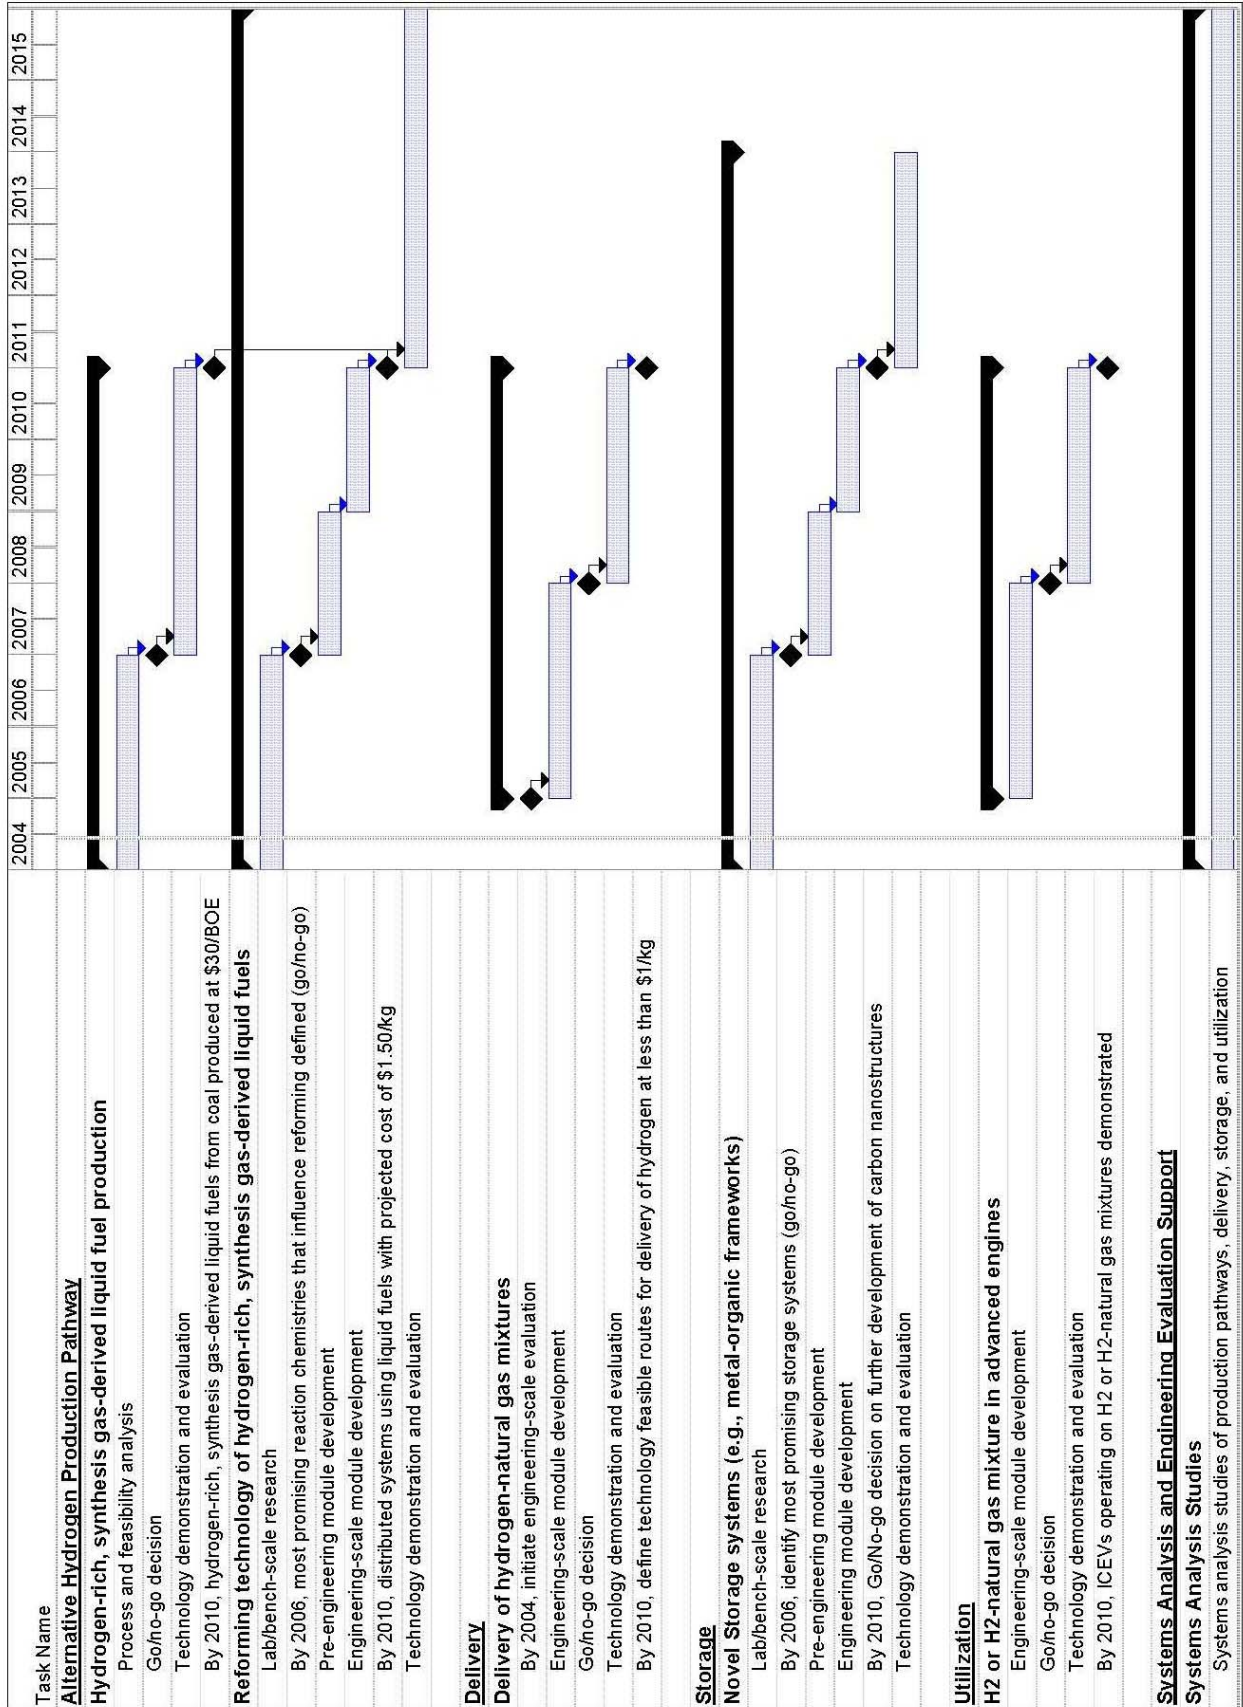 Task Name
2004 2005 2006 2007 2008 2009 2010 2011 2012 2013 2014 2015
Alternative Hydrogen Production Pathway
Hydrogen-rich, synthesis gas-derived liquid fuel production
Process and feasibility analysis
Go/no-go decision
Technology demonstration and evaluation
By 2010, hydrogen-rich, synthesis gas-derived liquid fuels from coal produced at $30/BOE
Reforming technology of hydrogen-rich, synthesis gas-derived liquid fuels
Lab/bench-scale research
By 2006, most promising reaction chemistries that influence reforming defined (go/no-go)
Pre-engineering module development
Engineering-scale module development
By 2010, distributed systems using liquid fuels with projected cost of $1.50/kg
Technology demonstration and evaluation
Delivery
Delivery of hydrogen-natural gas mixtures
By 2004, initiate engineering-scale evaluation
Engineering-scale module development
Go/no-go decision
Technology demonstration and evaluation
By 2010, define technology feasible routes for delivery of hydrogen at less than $1/kg
Storage
Novel Storage systems (e.g., metal-organic frameworks)
Lab/bench-scale research
By 2006, identify most promising storage systems (go/no-go)
Pre-engineering module development
Engineering module development
By 2010, Go/No-go decision on further development of carbon nanostructures
Technology demonstration and evaluation
Utilization
H2 or H2-natural gas mixture in advanced engines
Engineering-scale module development
Go/no-go decision
Technology demonstration and evaluation
By 2010, ICEVs operating on H2 or H2-natural gas mixtures demonstrated
Systems Analysis and Engineering Evaluation Support
Systems Analysis Studies
Systems analysis studies of production pathways, delivery, storage, and utilization